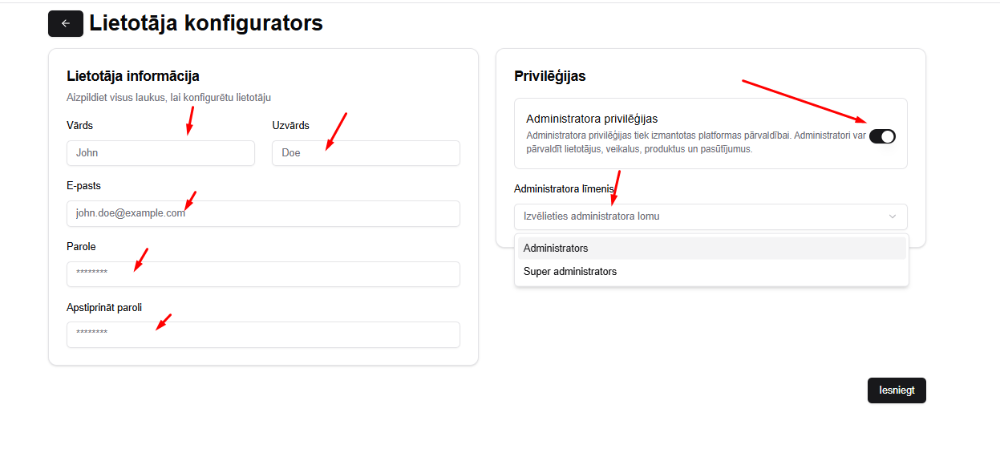 Lietotāja konfigurators
Lietotāja informācija
Aizpildiet visus laukus, lai konfigurētu lietotāju
Vārds
Uzvārds
John
Doe
E-pasts
john.doe@example.com
Parole
********
Apstiprināt paroli
********
Privilēģijas
Administratora privilēģijas
Administratora privilēģijas tiek izmantotas platformas pārvaldībai. Administratori var
pārvaldīt lietotājus, veikalus, produktus un pasūtījumus.
Administratora līmenis
Izvēlieties administratora lomu
Administrators
Super administrators
Iesniegt